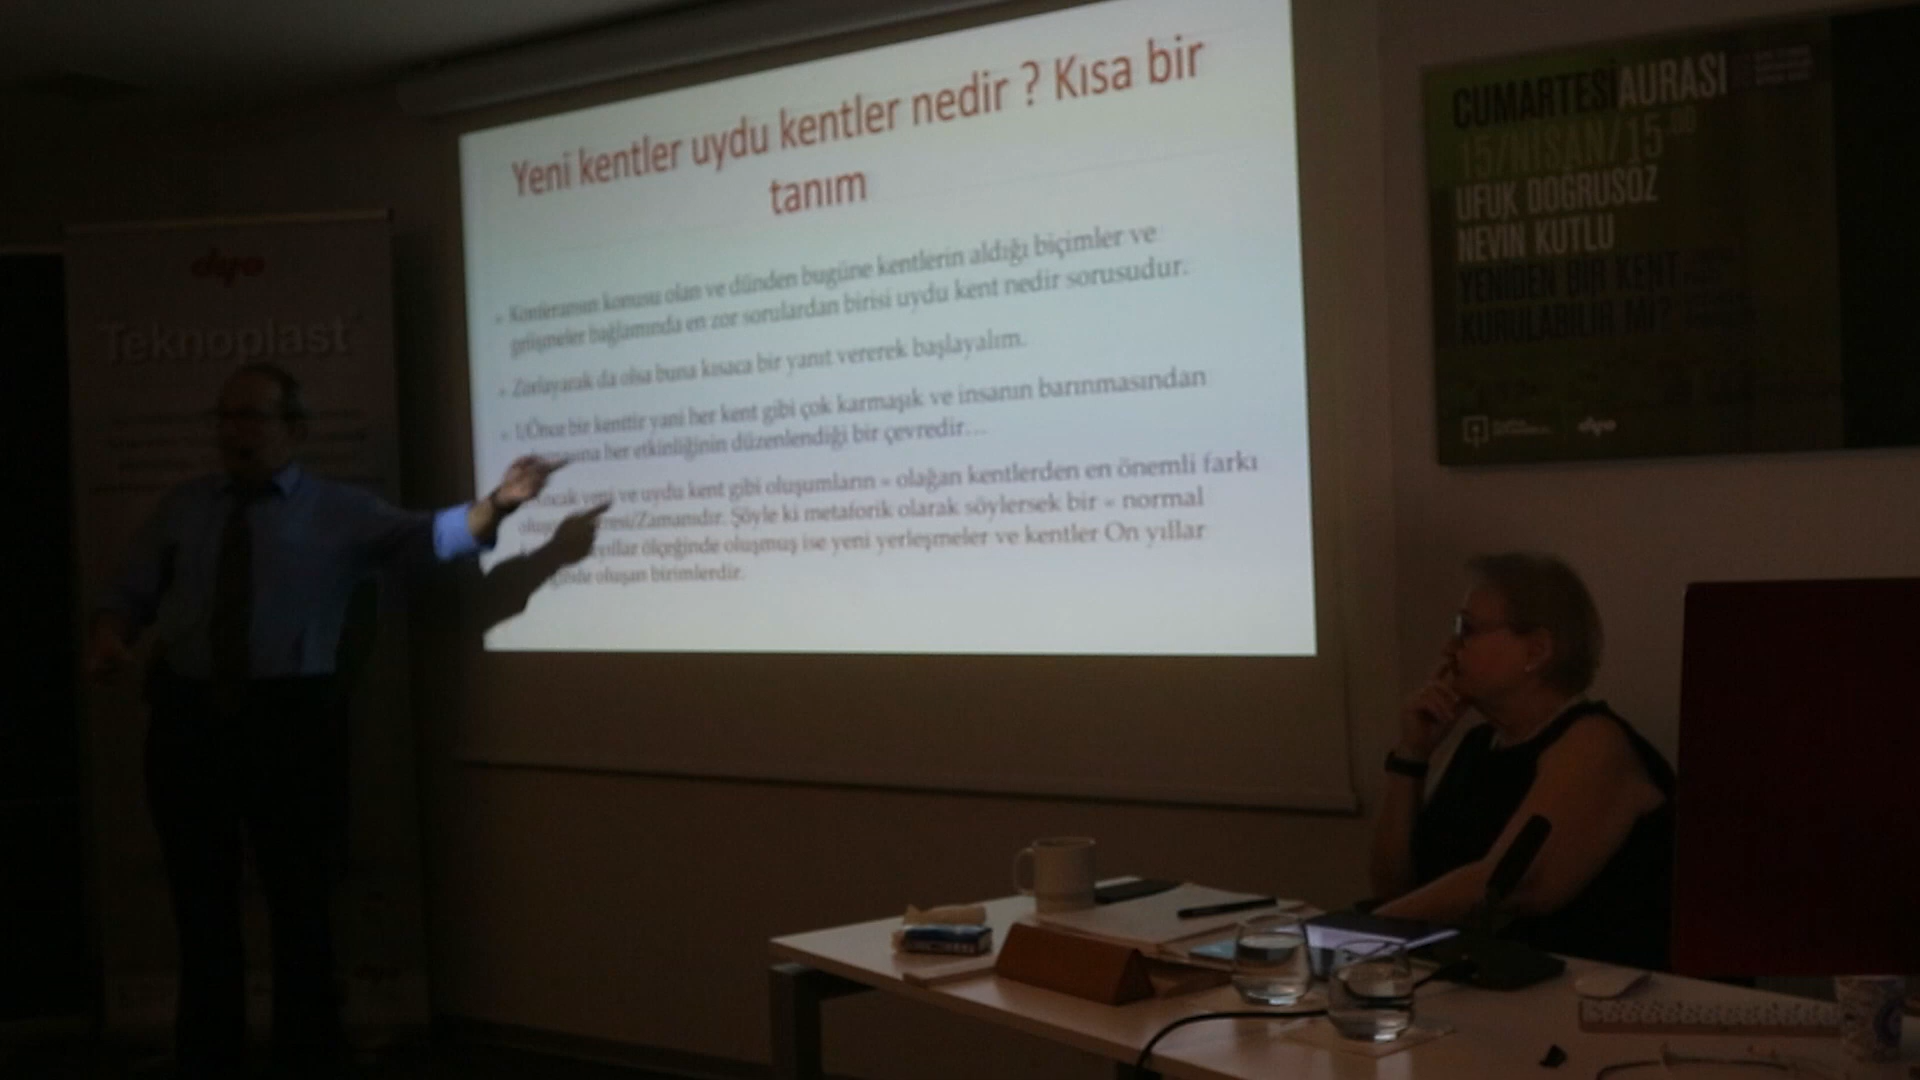 Yeni kentler uydu kentler nedir ? Kısa bir
tanım
Konferansın konusu olan ve dünden bugüne kentlerin aldığı biçimler ve
gelişmeler bağlamında en zor sorulardan birisi uydu kent nedir sorusudur.
Zorlayarak da olsa buna kısaca bir yanıt vererek başlayalım.
1/Önce bir kenttir yani her kent gibi çok karmaşık ve insanın barınmasından
her etkinliğinin düzenlendiği bir çevredir…
yeni ve uydu kent gibi oluşumların « olağan kentlerden en önemli farkı
Zamanıdır. Şöyle ki metaforik olarak söylersek bir « normal
ölçeğinde oluşmuş ise yeni yerleşmeler ve kentler On yıllar
oluşan birimlerdir.
CUMARTESİAURASI
15/NİSAN/15.00
UFUK DOĞRUSÖZ
NEVİN KUTLU
YENİDEN BİR KENT
KURULABİLİR Mİ?
dyo
dyo
Teknoplast
dyo